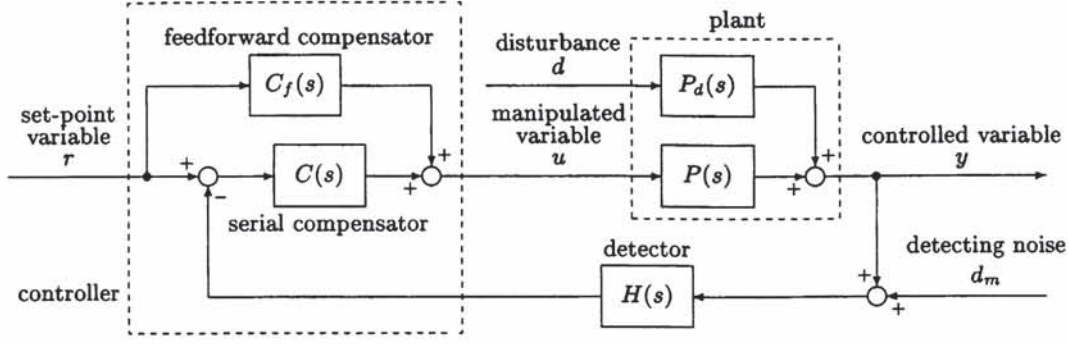 feedforward compensator
C_f(s)
set-point
variable
r
+
−
C(s)
+
+
serial compensator
controller
disturbance
d
manipulated
variable
u
plant
P_d(s)
P(s)
+
+
controlled variable
y
detector
H(s)
detecting noise
d_m
+
+